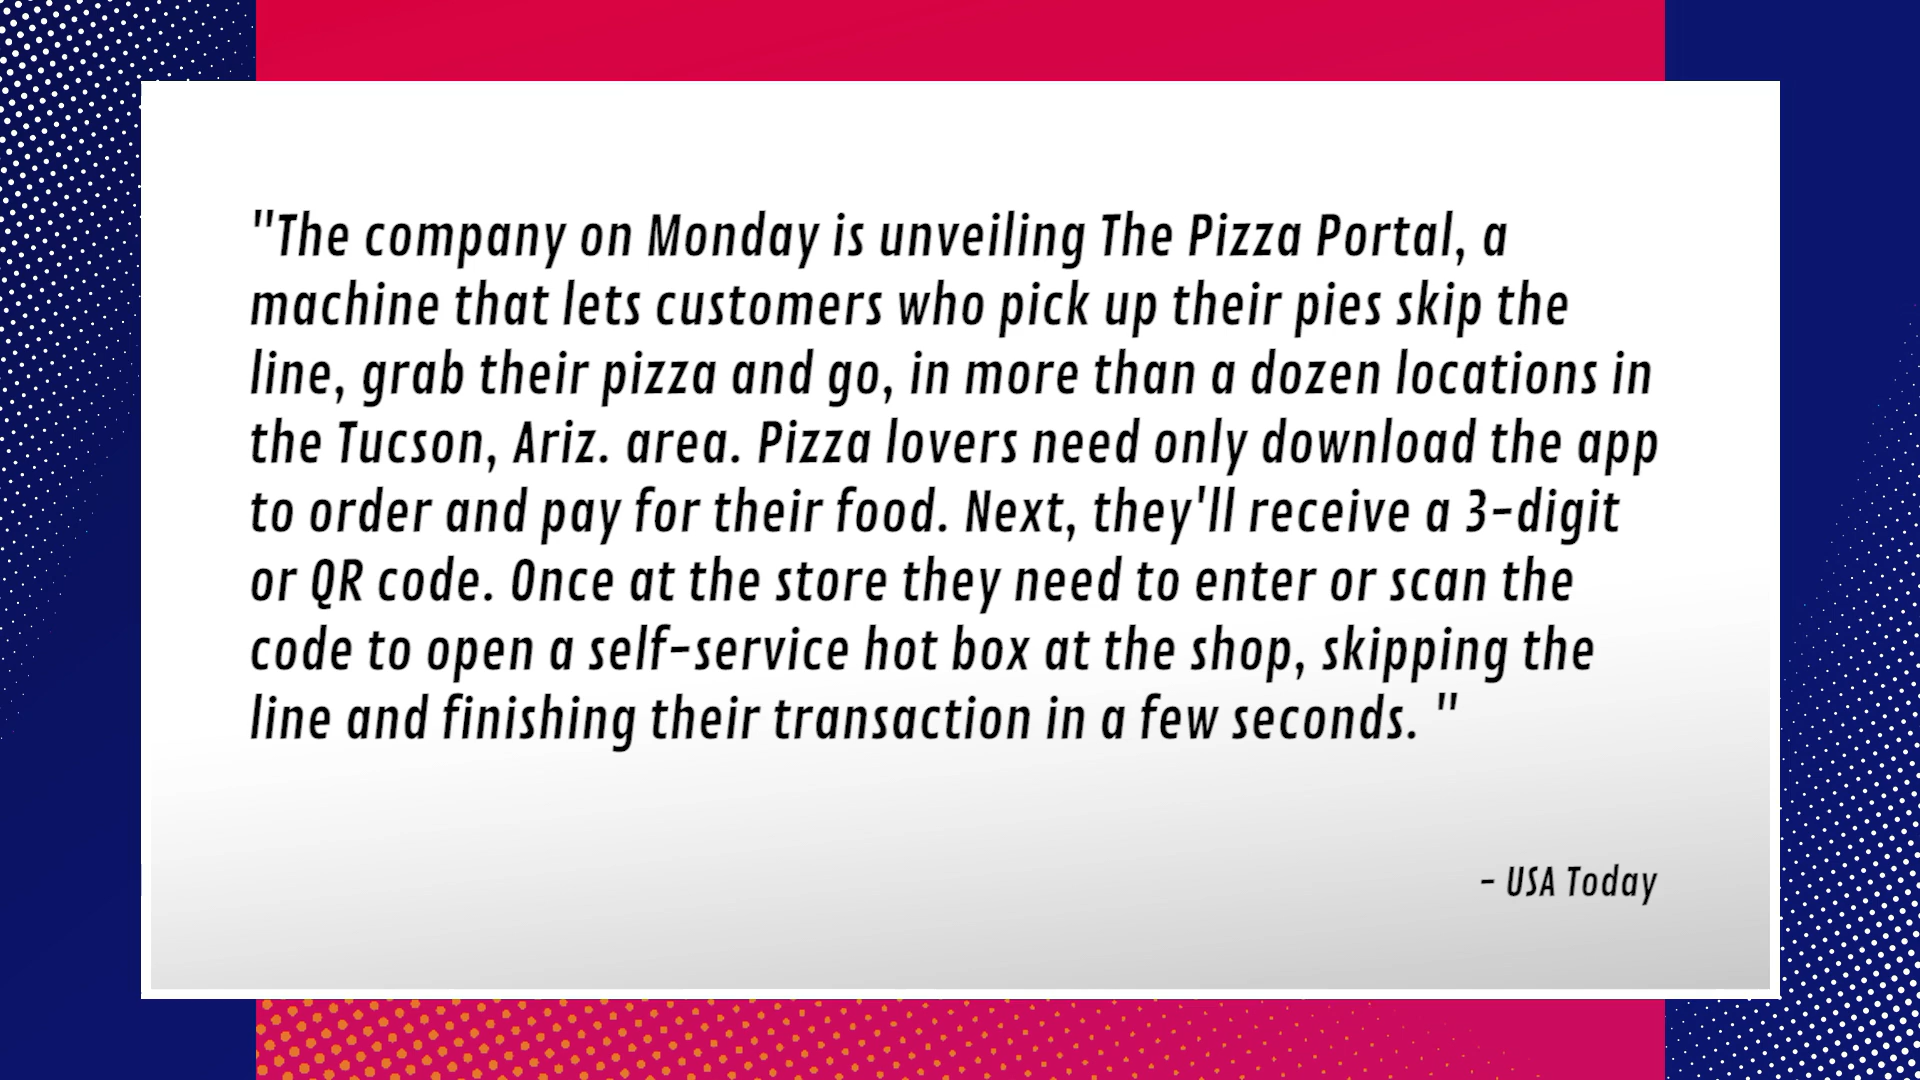 "The company on Monday is unveiling The Pizza Portal, a
machine that lets customers who pick up their pies skip the
line, grab their pizza and go, in more than a dozen locations in
the Tucson, Ariz. area. Pizza lovers need only download the app
to order and pay for their food. Next, they'll receive a 3-digit
or QR code. Once at the store they need to enter or scan the
code to open a self-service hot box at the shop, skipping the
line and finishing their transaction in a few seconds. "
- USA Today